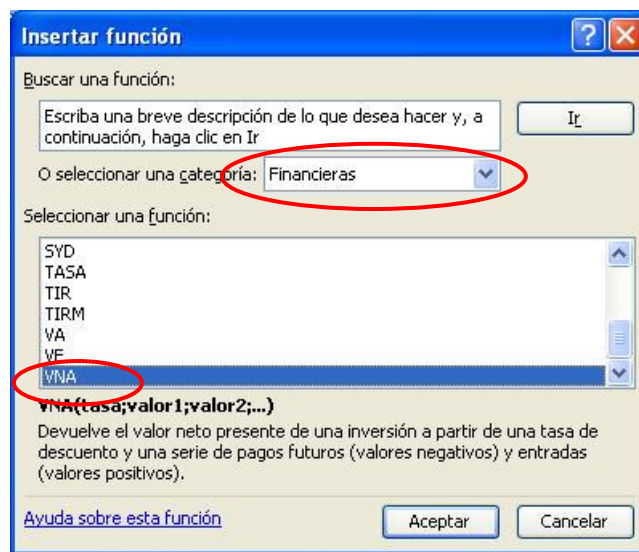 Insertar función
Buscar una función:
Escriba una breve descripción de lo que desea hacer y, a
continuación, haga clic en Ir
Ir
O seleccionar una categoría: Financieras
Seleccionar una función:
SYD
TASA
TIR
TIRM
VA
VF
VNA
VNA(tasa;valor1;valor2;...)
Devuelve el valor neto presente de una inversión a partir de una tasa de
descuento y una serie de pagos futuros (valores negativos) y entradas
(valores positivos).
Ayuda sobre esta función
Aceptar
Cancelar